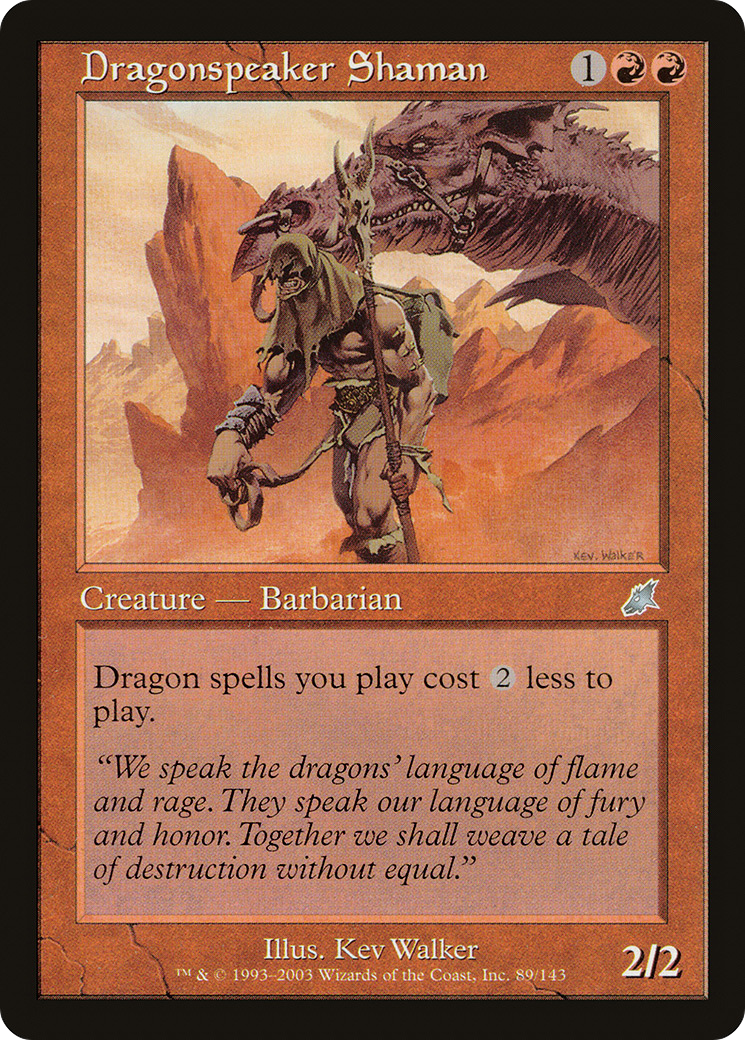 Dragonspeaker Shaman 1
KEV. WALKER
Creature — Barbarian
Dragon spells you play cost 2 less to
play.
“We speak the dragons’ language of flame
and rage. They speak our language of fury
and honor. Together we shall weave a tale
of destruction without equal.”
Illus. Kev Walker
™ & © 1993–2003 Wizards of the Coast, Inc. 89/143
2/2